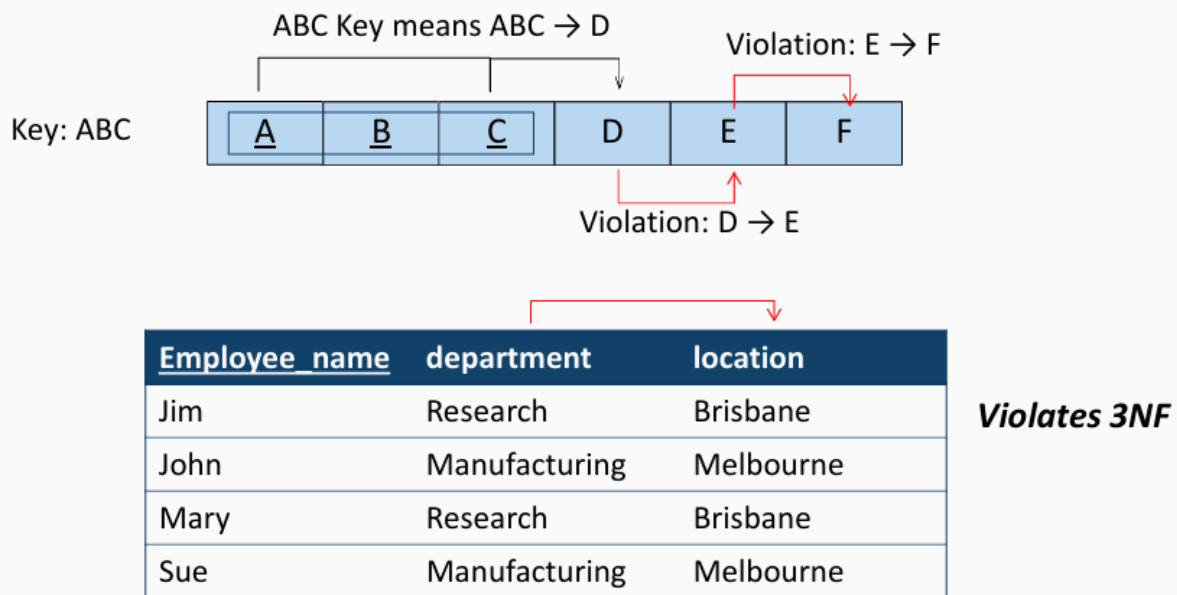 ABC Key means ABC → D
Violation: E → F
Key: ABC
A B C D E F
Violation: D → E
Employee_name department location
Jim Research Brisbane
John Manufacturing Melbourne
Mary Research Brisbane
Sue Manufacturing Melbourne
Violates 3NF